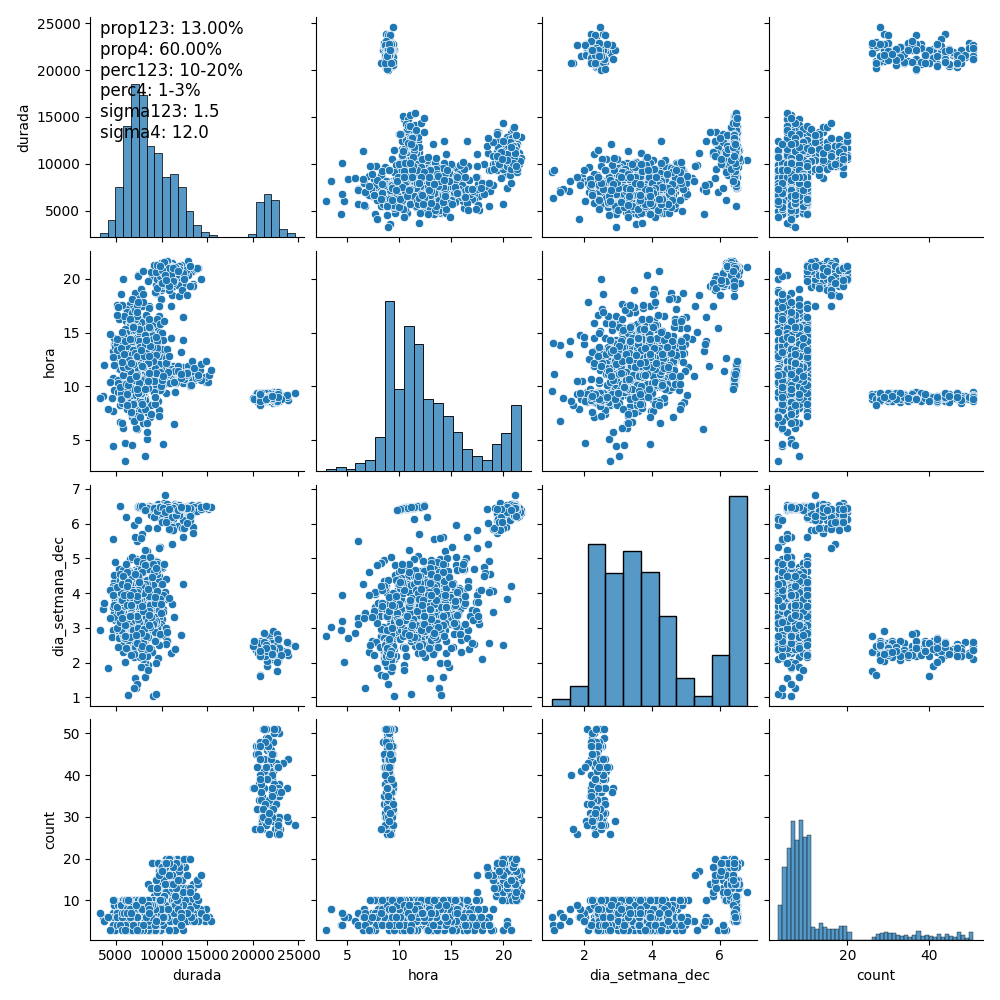 prop123: 13.00%
prop4: 60.00%
perc123: 10-20%
perc4: 1-3%
sigma123: 1.5
sigma4: 12.0
25000
20000
15000
10000
5000
durada
20
15
10
5
hora
7
6
5
4
3
2
1
dia_setmana_dec
50
40
30
20
10
count
5000 10000 15000 20000 25000
durada
5 10 15 20
hora
2 4 6
dia_setmana_dec
20 40
count